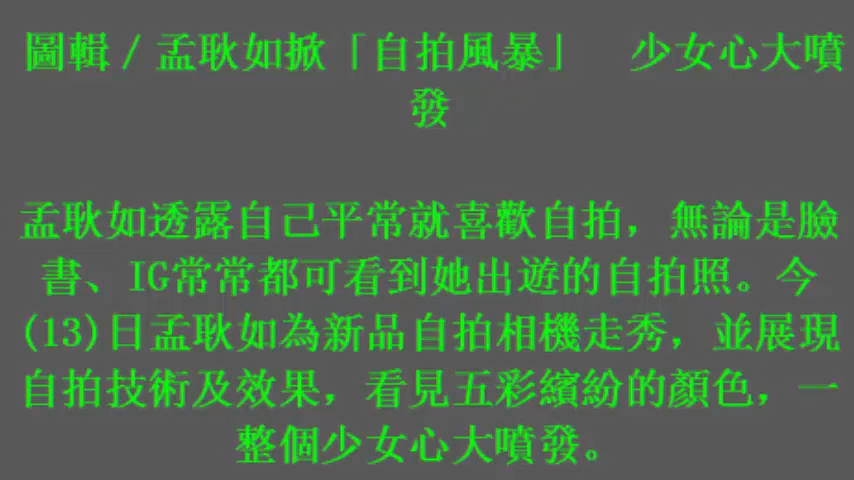 圖輯／孟耿如掀「自拍風暴」　少女心大噴
發
孟耿如透露自己平常就喜歡自拍，無論是臉
書、IG常常都可看到她出遊的自拍照。今
(13)日孟耿如為新品自拍相機走秀，並展現
自拍技術及效果，看見五彩繽紛的顏色，一
整個少女心大噴發。